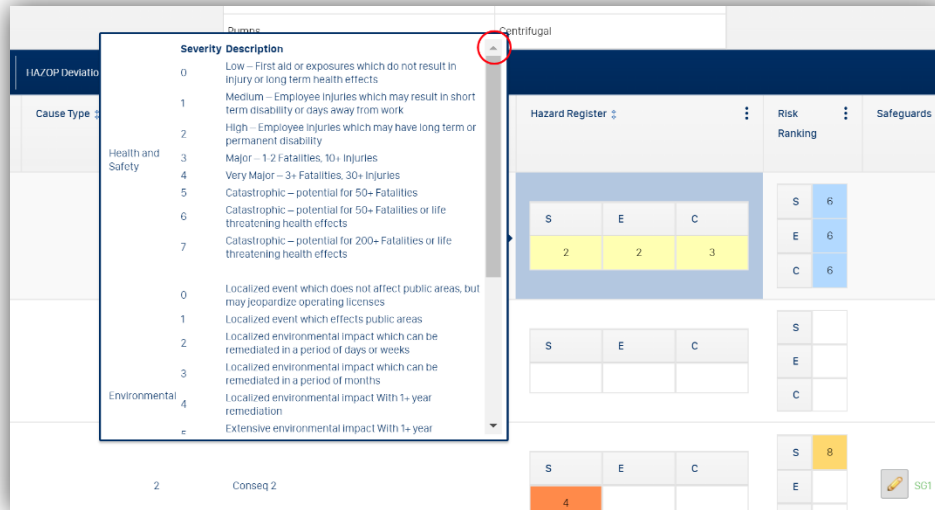 Pumps
Centrifugal
HAZOP Deviatio
Severity Description
0 Low – First aid or exposures which do not result in
injury or long term health effects
1 Medium – Employee injuries which may result in short
term disability or days away from work
2 High – Employee injuries which may have long term or
permanent disability
Health and
Safety
3 Major – 1-2 Fatalities, 10+ Injuries
4 Very Major – 3+ Fatalities, 30+ Injuries
5 Catastrophic – potential for 50+ Fatalities
6 Catastrophic – potential for 50+ Fatalities or life
threatening health effects
7 Catastrophic – potential for 200+ Fatalities or life
threatening health effects
0 Localized event which does not affect public areas, but
may jeopardize operating licenses
1 Localized event which effects public areas
2 Localized environmental impact which can be
remediated in a period of days or weeks
3 Localized environmental impact which can be
remediated in a period of months
Environmental
4 Localized environmental impact With 1+ year
remediation
5 Extensive environmental impact With 1+ year
Cause Type
Hazard Register
Risk
Ranking
Safeguards
S E C
2 2 3
S 6
E 6
C 6
S E C
S
E
C
2 Conseq 2
S E C
4
S 8
E
SG1